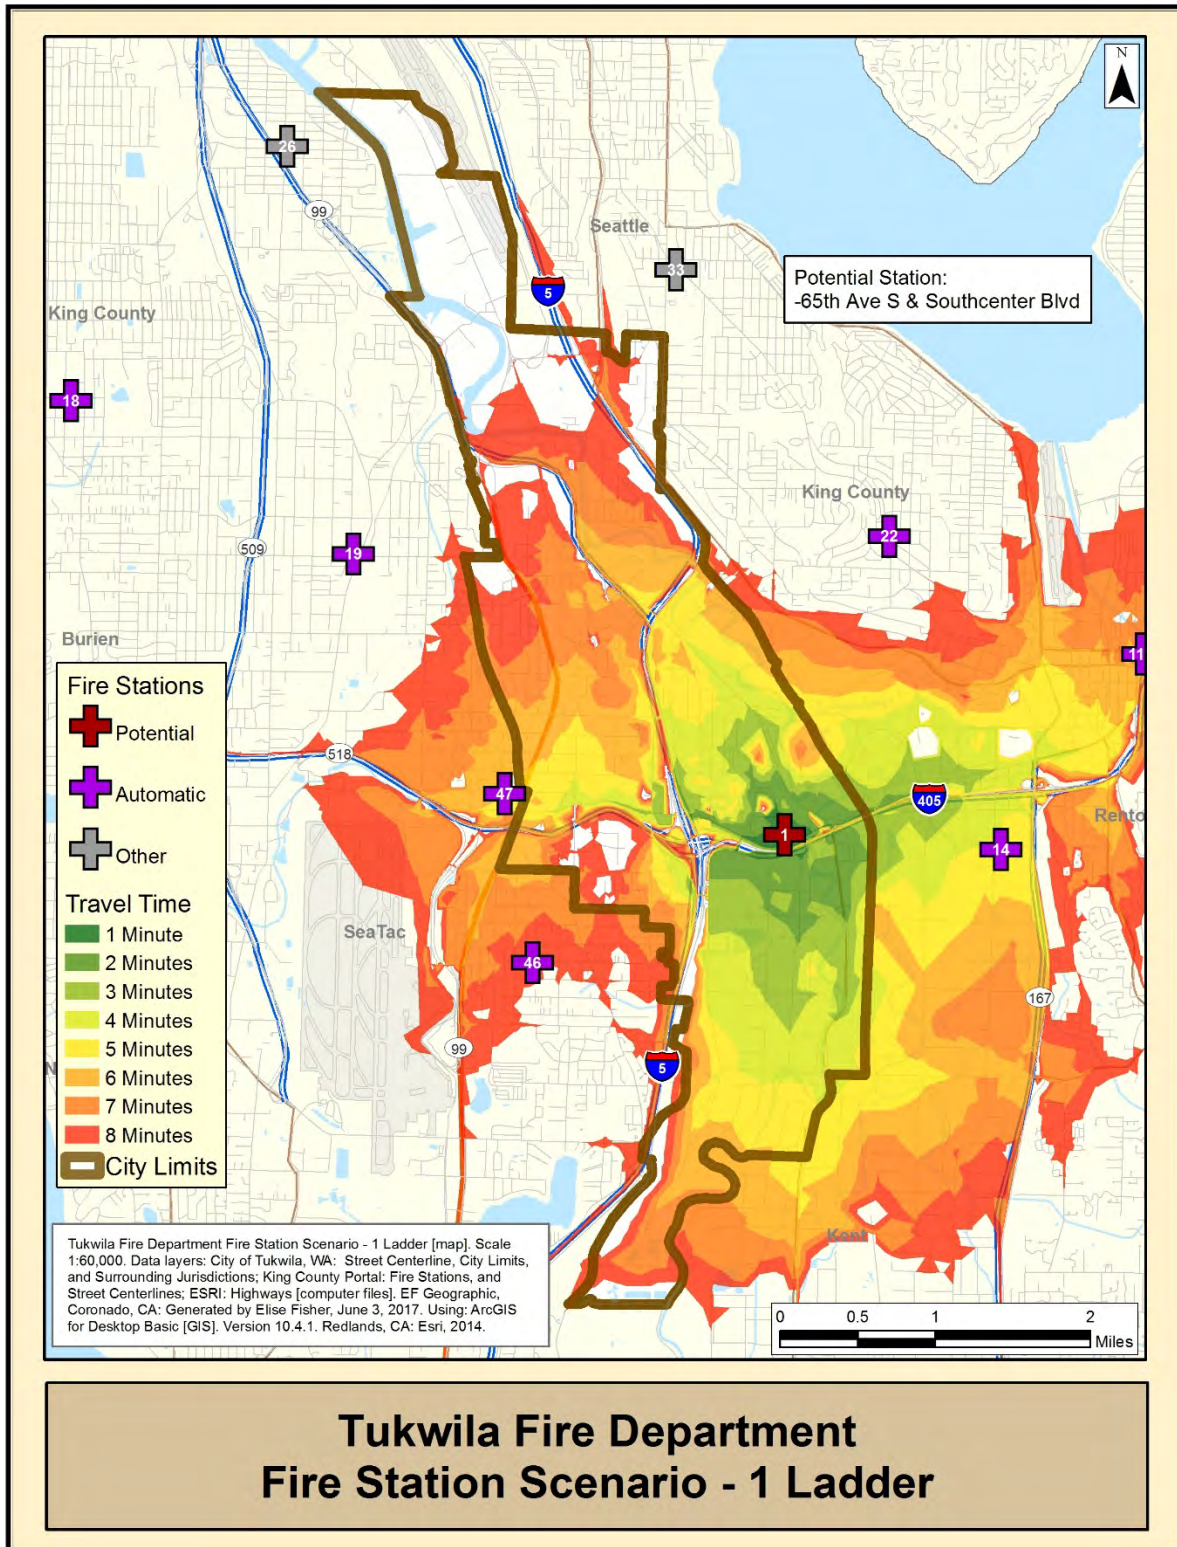 N
26
99
Seattle
33
5
Potential Station:
-65th Ave S & Southcenter Blvd
King County
18
King County
22
509
19
Burien
11
Fire Stations
Potential
Automatic
Other
Travel Time
1 Minute
2 Minutes
3 Minutes
4 Minutes
5 Minutes
6 Minutes
7 Minutes
8 Minutes
City Limits
518
47
405
1
14
Rento
SeaTac
46
167
99
N
5
Kent
Tukwila Fire Department Fire Station Scenario - 1 Ladder [map]. Scale
1:60,000. Data layers: City of Tukwila, WA: Street Centerline, City Limits,
and Surrounding Jurisdictions; King County Portal: Fire Stations, and
Street Centerlines; ESRI: Highways [computer files]. EF Geographic,
Coronado, CA: Generated by Elise Fisher, June 3, 2017. Using: ArcGIS
for Desktop Basic [GIS]. Version 10.4.1. Redlands, CA: Esri, 2014.
0 0.5 1 2
Miles
Tukwila Fire Department
Fire Station Scenario - 1 Ladder